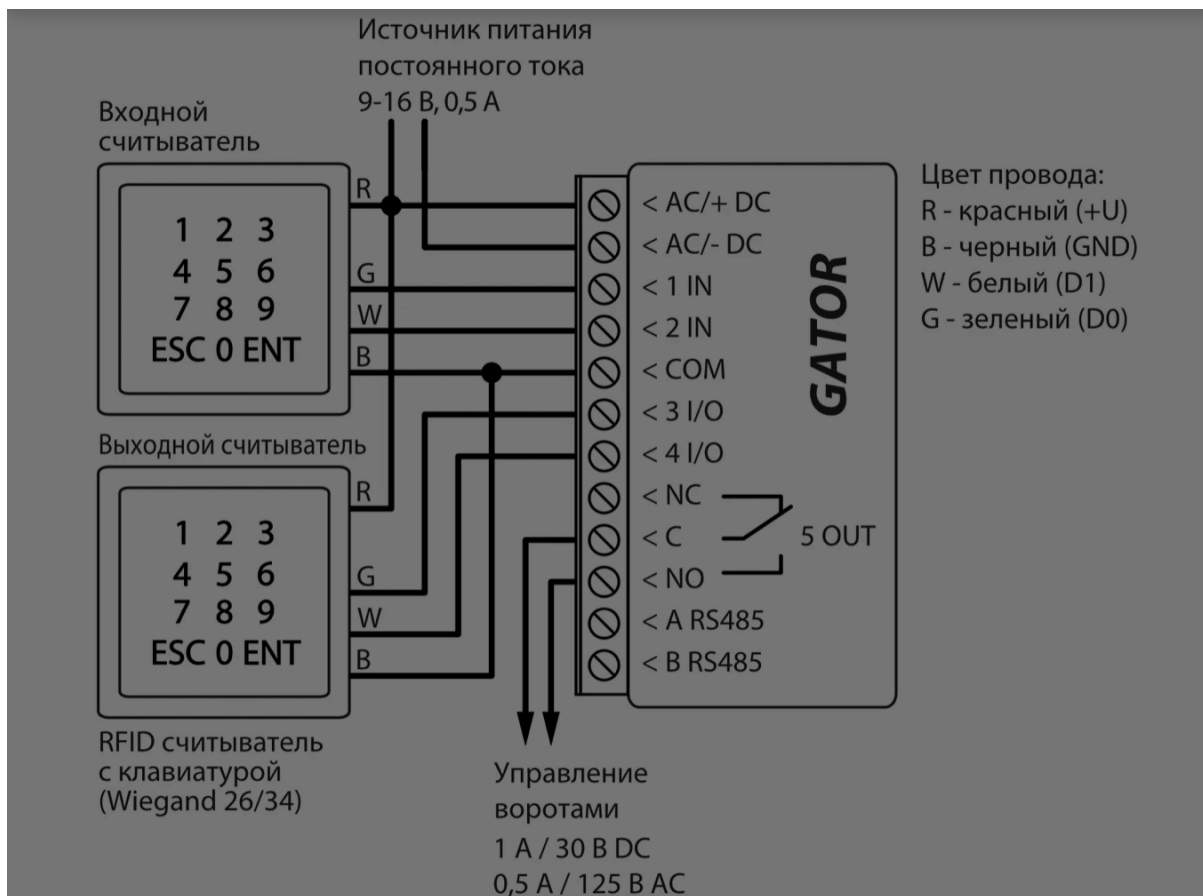 Источник питания
постоянного тока
9-16 В, 0,5 А
Входной
считыватель
R
G
W
B
1 2 3
4 5 6
7 8 9
ESC 0 ENT
Выходной считыватель
R
G
W
B
1 2 3
4 5 6
7 8 9
ESC 0 ENT
RFID считыватель
с клавиатурой
(Wiegand 26/34)
< AC/+ DC
< AC/- DC
< 1 IN
< 2 IN
< COM
< 3 I/O
< 4 I/O
< NC
< C
< NO
< A RS485
< B RS485
5 OUT
GATOR
Цвет провода:
R - красный (+U)
B - черный (GND)
W - белый (D1)
G - зеленый (D0)
Управление
воротами
1 А / 30 В DC
0,5 А / 125 В AC